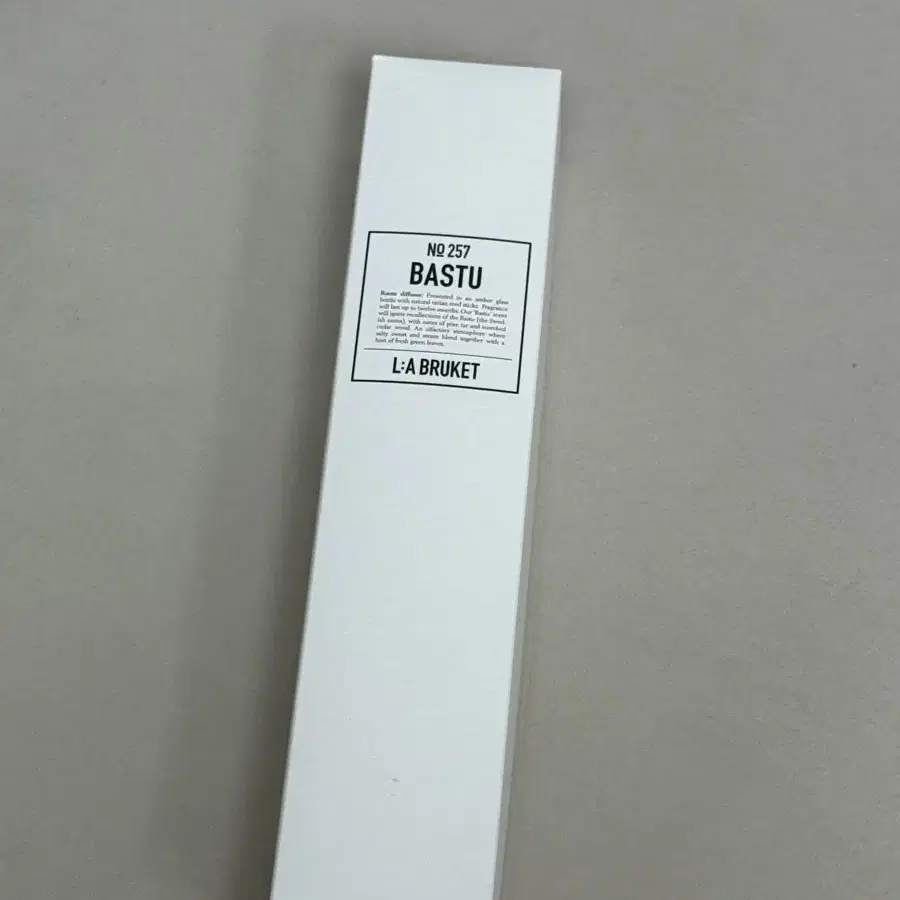 Nº 257
BASTU
Room diffuser: Presented in an amber glass
bottle with natural rattan reed sticks. Fragrance
will last up to twelve months. Our 'Bastu' scent
will ignite recollections of the Bastu [the Swed-
ish sauna], with notes of pine tar and smoked
cedar wood. An olfactory atmosphere where
salty sweat and steam blend together with a
hint of fresh green leaves.
L:A BRUKET